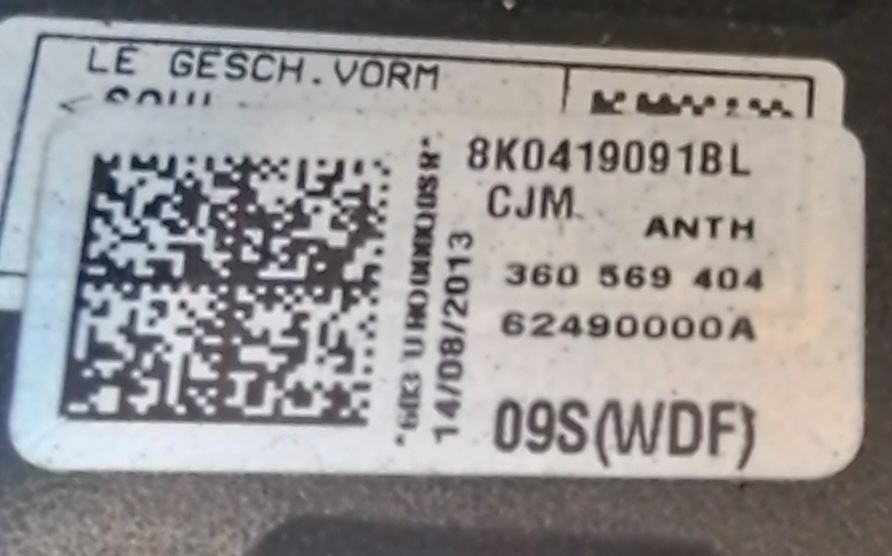 LE GESCH.VORM
8K0419091BL
CJM
ANTH
360 569 404
62490000A
09S(WDF)
14/08/2013